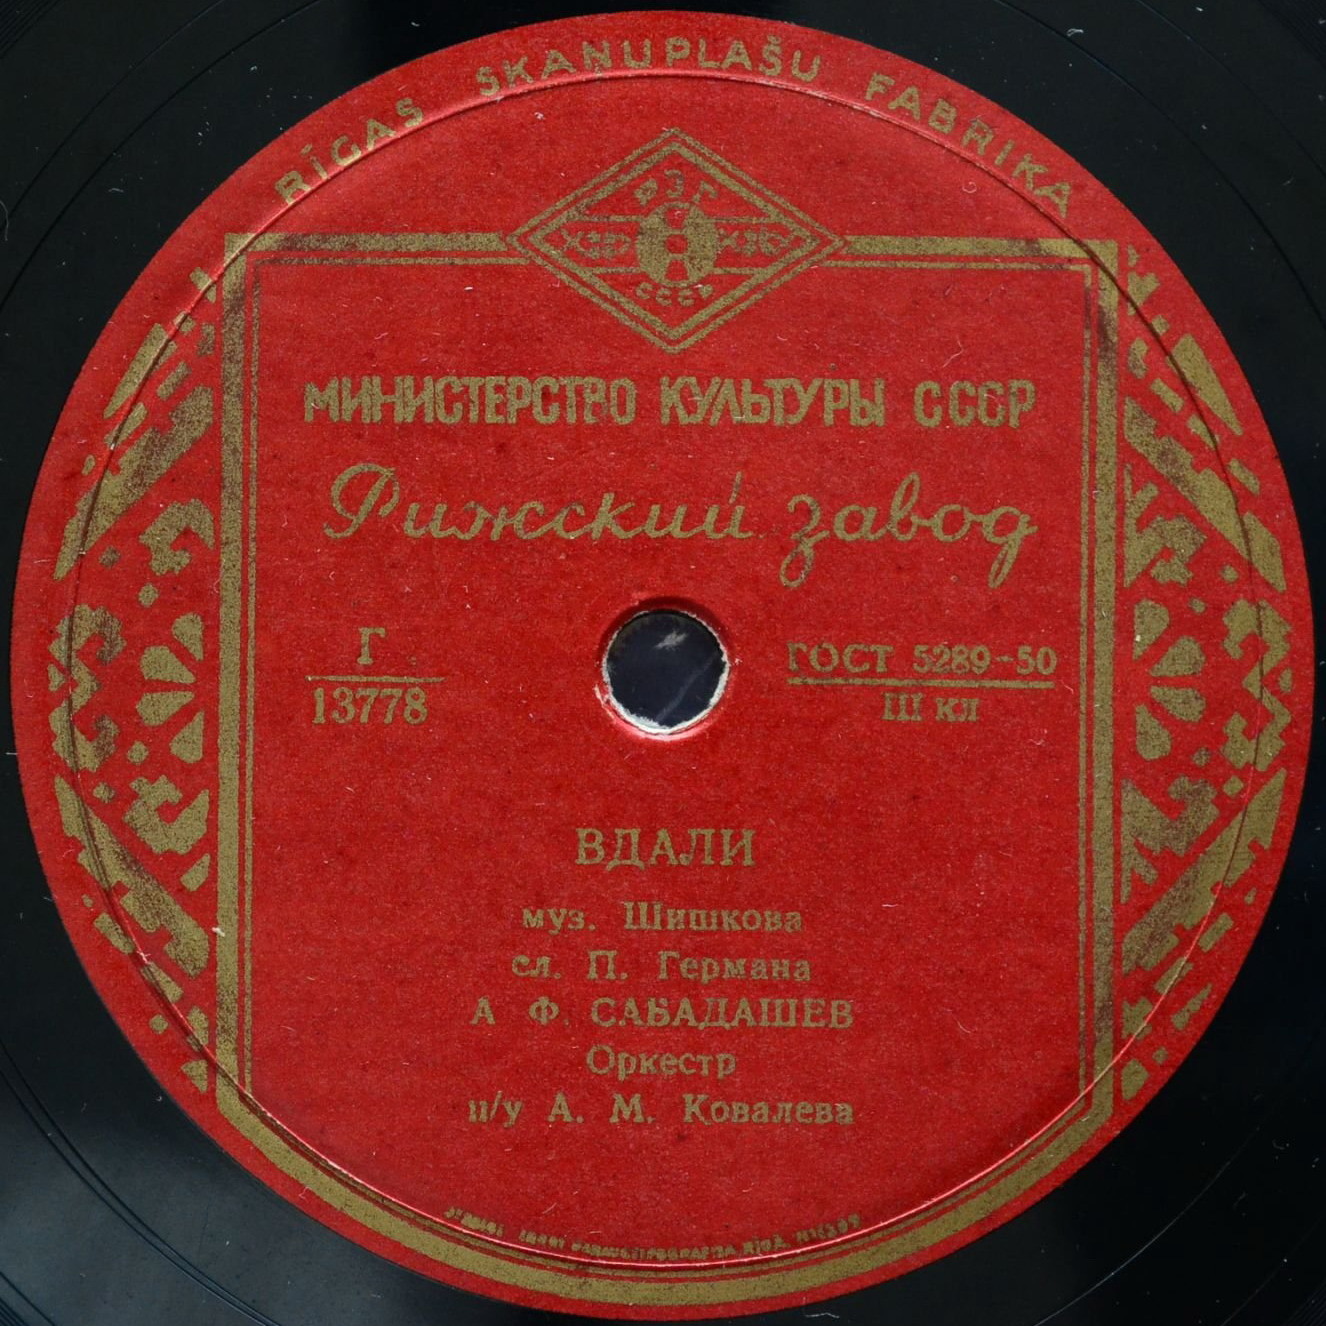 RĪGAS SKAŅUPLAŠU FABRIKA
СССР
МИНИСТЕРСТВО КУЛЬТУРЫ СССР
Рижский завод
Г
13778
ГОСТ 5289-50
III кл
ВДАЛИ
муз. Шишкова
сл. П. Германа
А Ф. САБАДАШЕВ
Оркестр
п/у А. М. Ковалева